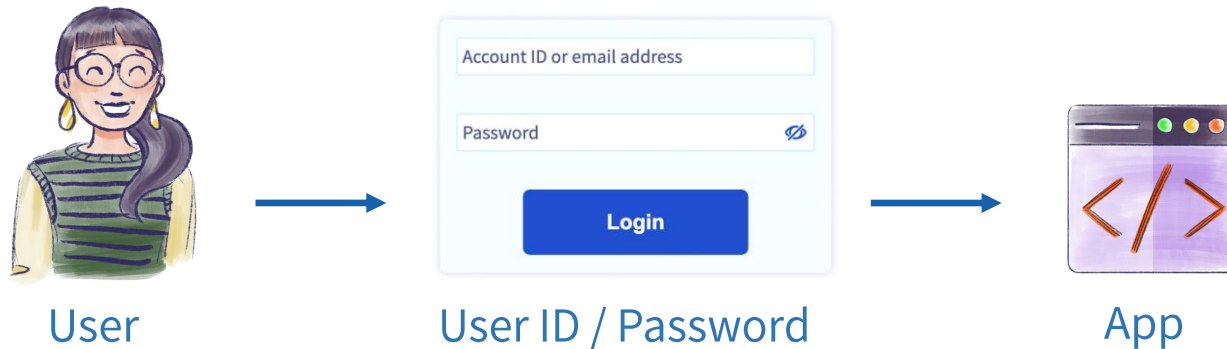 Account ID or email address
Password
Login
User
User ID / Password
App